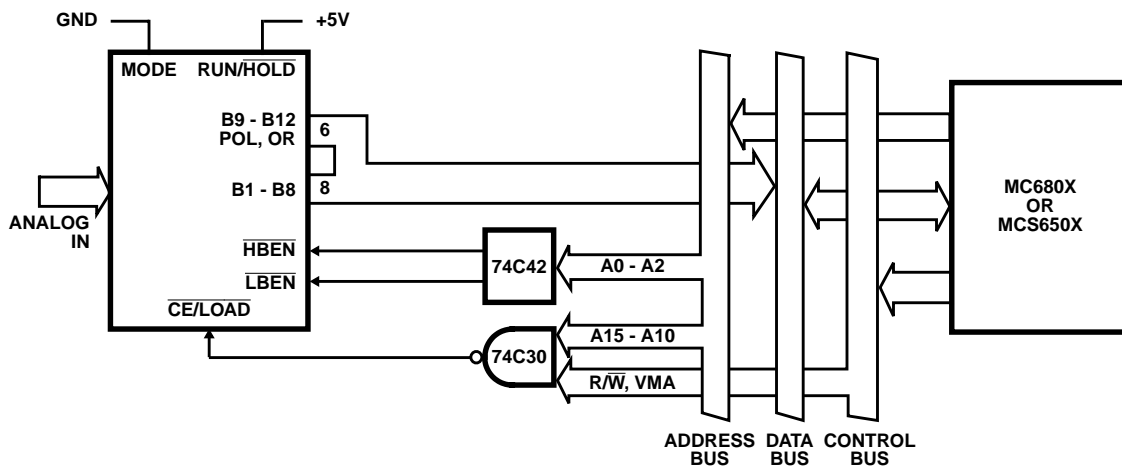 GND
+5V
MODE
RUN/HOLD
B9 - B12
POL, OR
6
B1 - B8
8
ANALOG
IN
HBEN
LBEN
CE/LOAD
74C42
A0 - A2
74C30
A15 - A10
R/W, VMA
MC680X
OR
MCS650X
ADDRESS
BUS
DATA
BUS
CONTROL
BUS